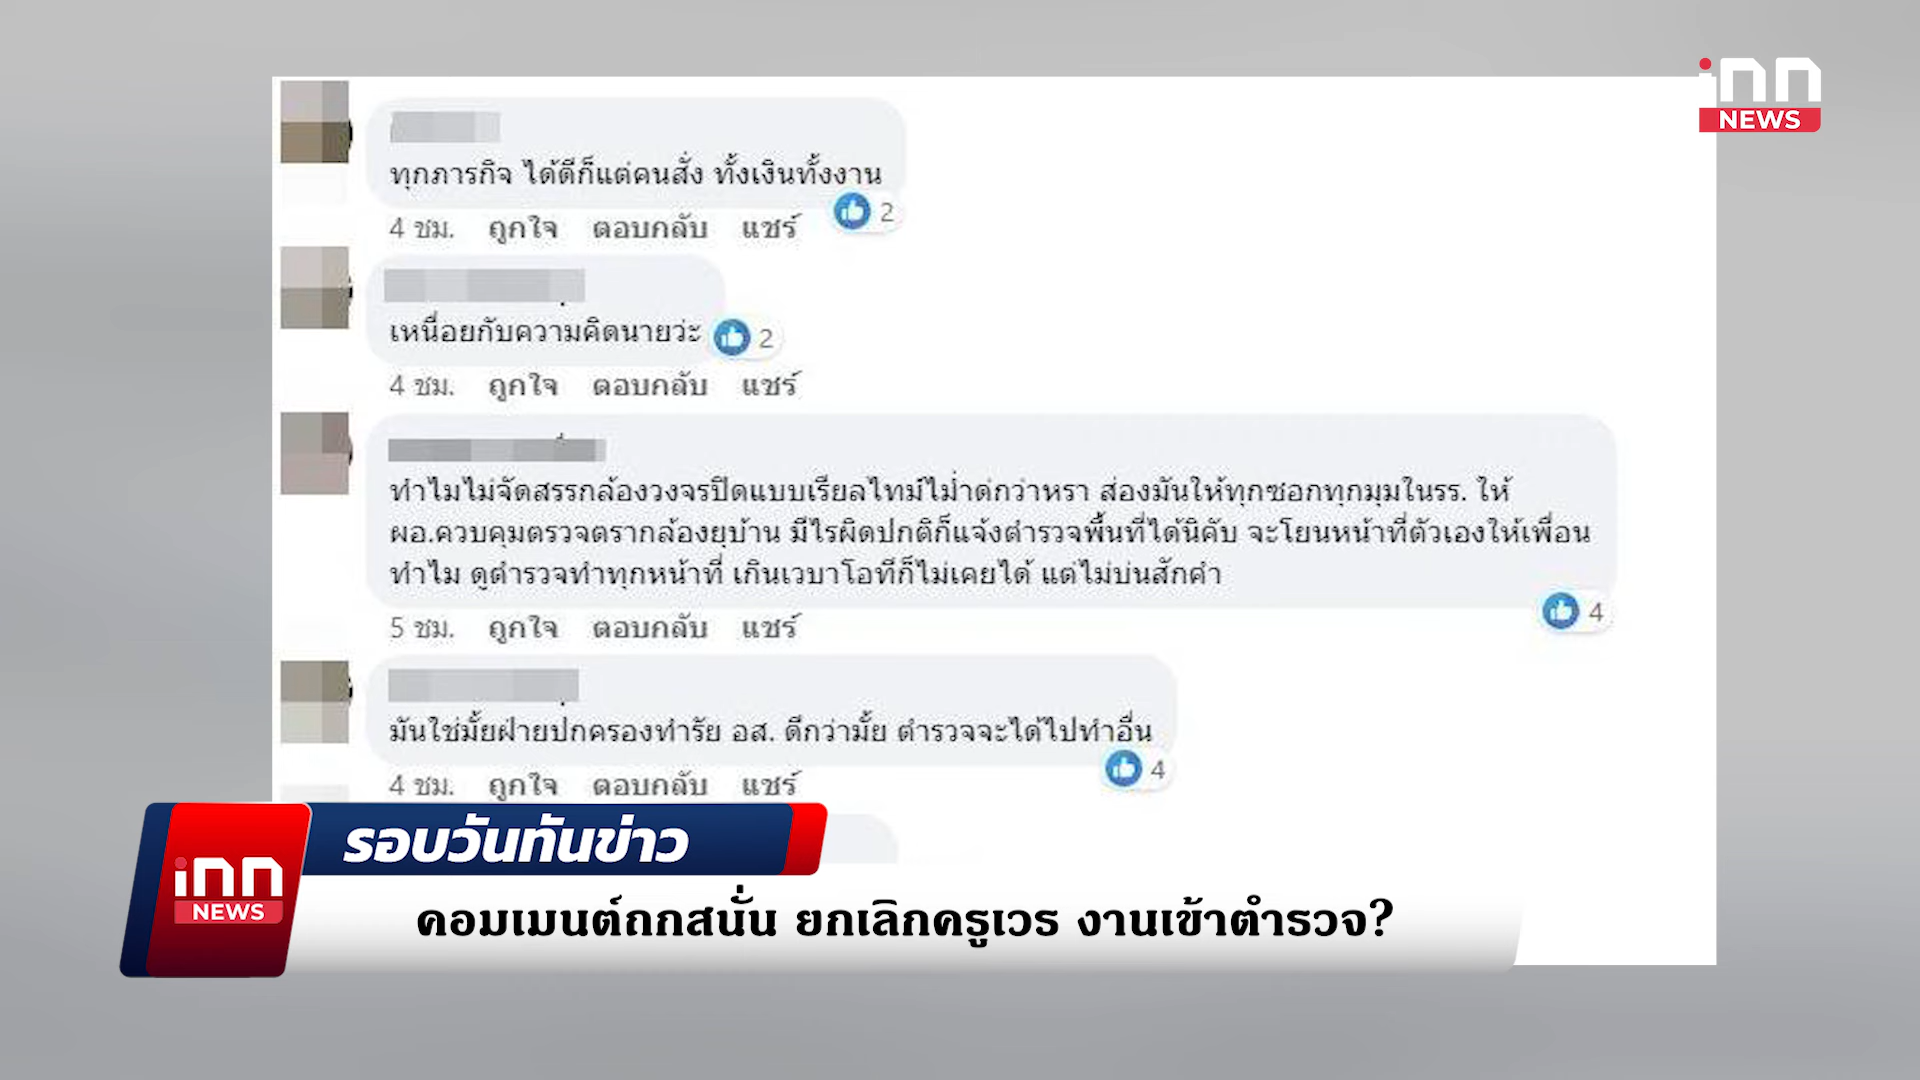 inn
NEWS
ทุกภารกิจ ได้ดีก็แต่คนสั่ง ทั้งเงินทั้งงาน
2
4 ชม. ถูกใจ ตอบกลับ แชร์
เหนื่อยกับความคิดนายว่ะ
2
4 ชม. ถูกใจ ตอบกลับ แชร์
ทำไมไม่จัดสรรกล้องวงจรปิดแบบเรียลไทม์ไม่ำด่กว่าหรา ส่องมันให้ทุกซอกทุกมุมในรร. ให้
ผอ.ควบคุมตรวจตรากล้องยุบ้าน มีไรผิดปกติก็แจ้งตำรวจพื้นที่ได้นิคับ จะโยนหน้าที่ตัวเองให้เพื่อน
ทำไม ดูตำรวจทำทุกหน้าที่ เกินเวบาโอทีก็ไม่เคยได้ แต่ไม่บ่นสักคำ
4
5 ชม. ถูกใจ ตอบกลับ แชร์
มันใช่มั้ยฝ่ายปกครองทำรัย อส. ดีกว่ามั้ย ตำรวจจะได้ไปทำอื่น
4
4 ชม. ถูกใจ ตอบกลับ แชร์
รอบวันทันข่าว
inn
NEWS
คอมเมนต์ถกสนั่น ยกเลิกครูเวร งานเข้าตำรวจ?